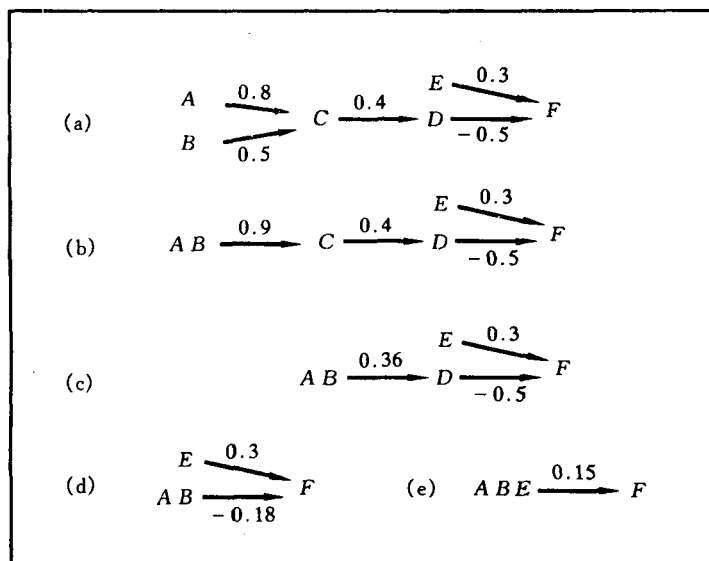 (a) A 0.8 B 0.5 C 0.4 D -0.5 E 0.3 F
(b) A B 0.9 C 0.4 D -0.5 E 0.3 F
(c) A B 0.36 D -0.5 E 0.3 F
(d) E 0.3 A B -0.18 F
(e) A B E 0.15 F